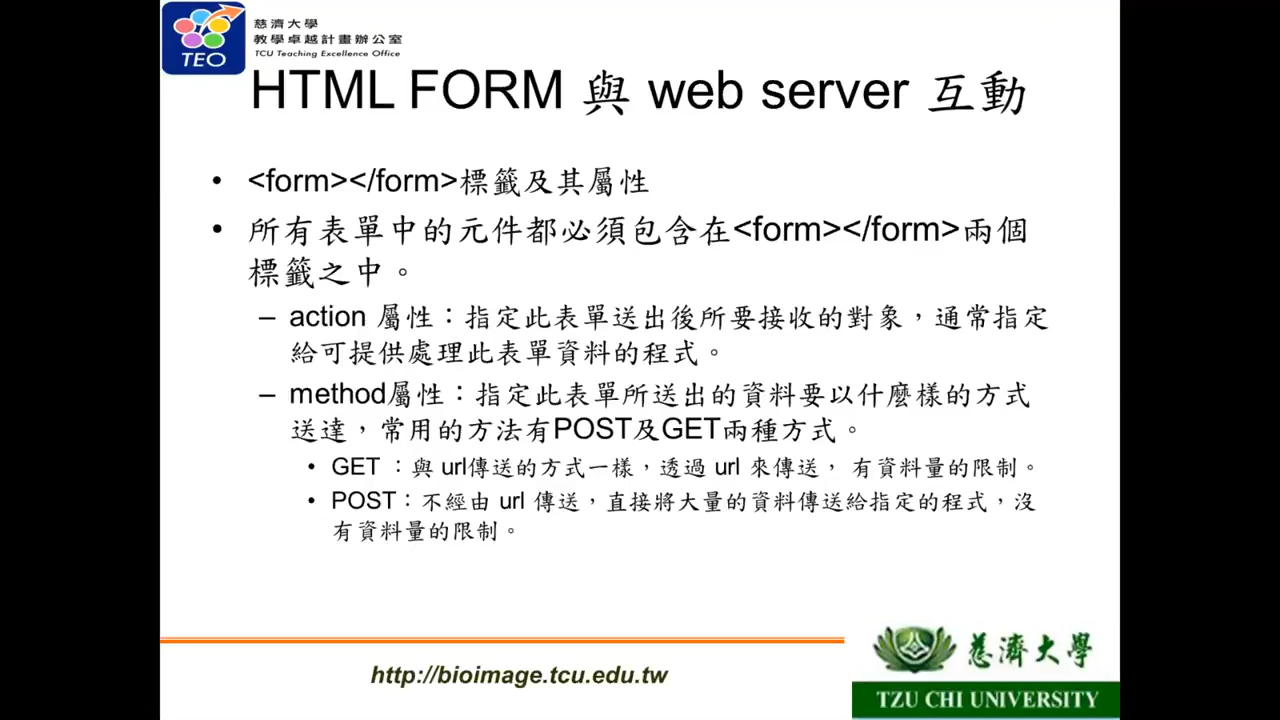 慈濟大學
教學卓越計畫辦公室
TCU Teaching Excellence Office
TEO
HTML FORM 與 web server 互動
• <form></form>標籤及其屬性
• 所有表單中的元件都必須包含在<form></form>兩個
標籤之中。
– action 屬性：指定此表單送出後所要接收的對象，通常指定
給可提供處理此表單資料的程式。
– method屬性：指定此表單所送出的資料要以什麼樣的方式
送達，常用的方法有POST及GET兩種方式。
• GET ：與 url傳送的方式一樣，透過 url 來傳送， 有資料量的限制。
• POST：不經由 url 傳送，直接將大量的資料傳送給指定的程式，沒
有資料量的限制。
http://bioimage.tcu.edu.tw
慈濟大學
TZU CHI UNIVERSITY